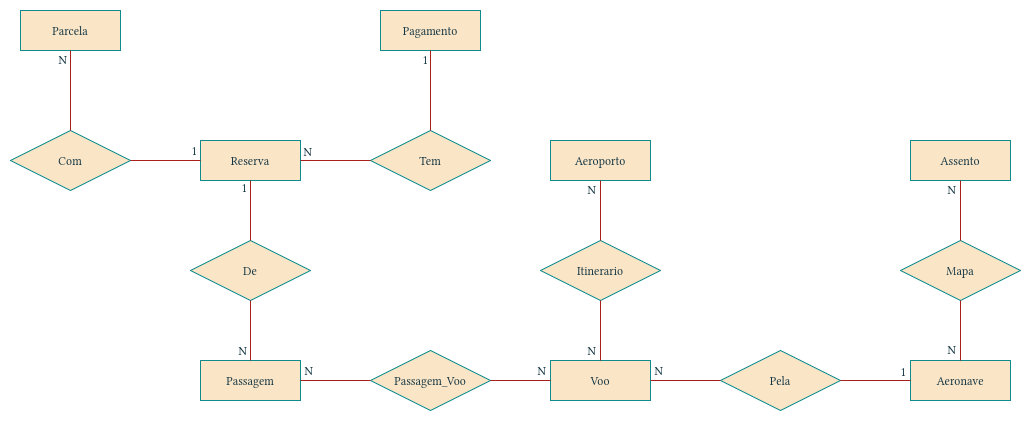 Parcela
Pagamento
N
1
Com
1
Reserva
N
Tem
Aeroporto
Assento
1
N
N
De
Itinerario
Mapa
N
N
N
Passagem
N
Passagem_Voo
N
Voo
N
Pela
1
Aeronave